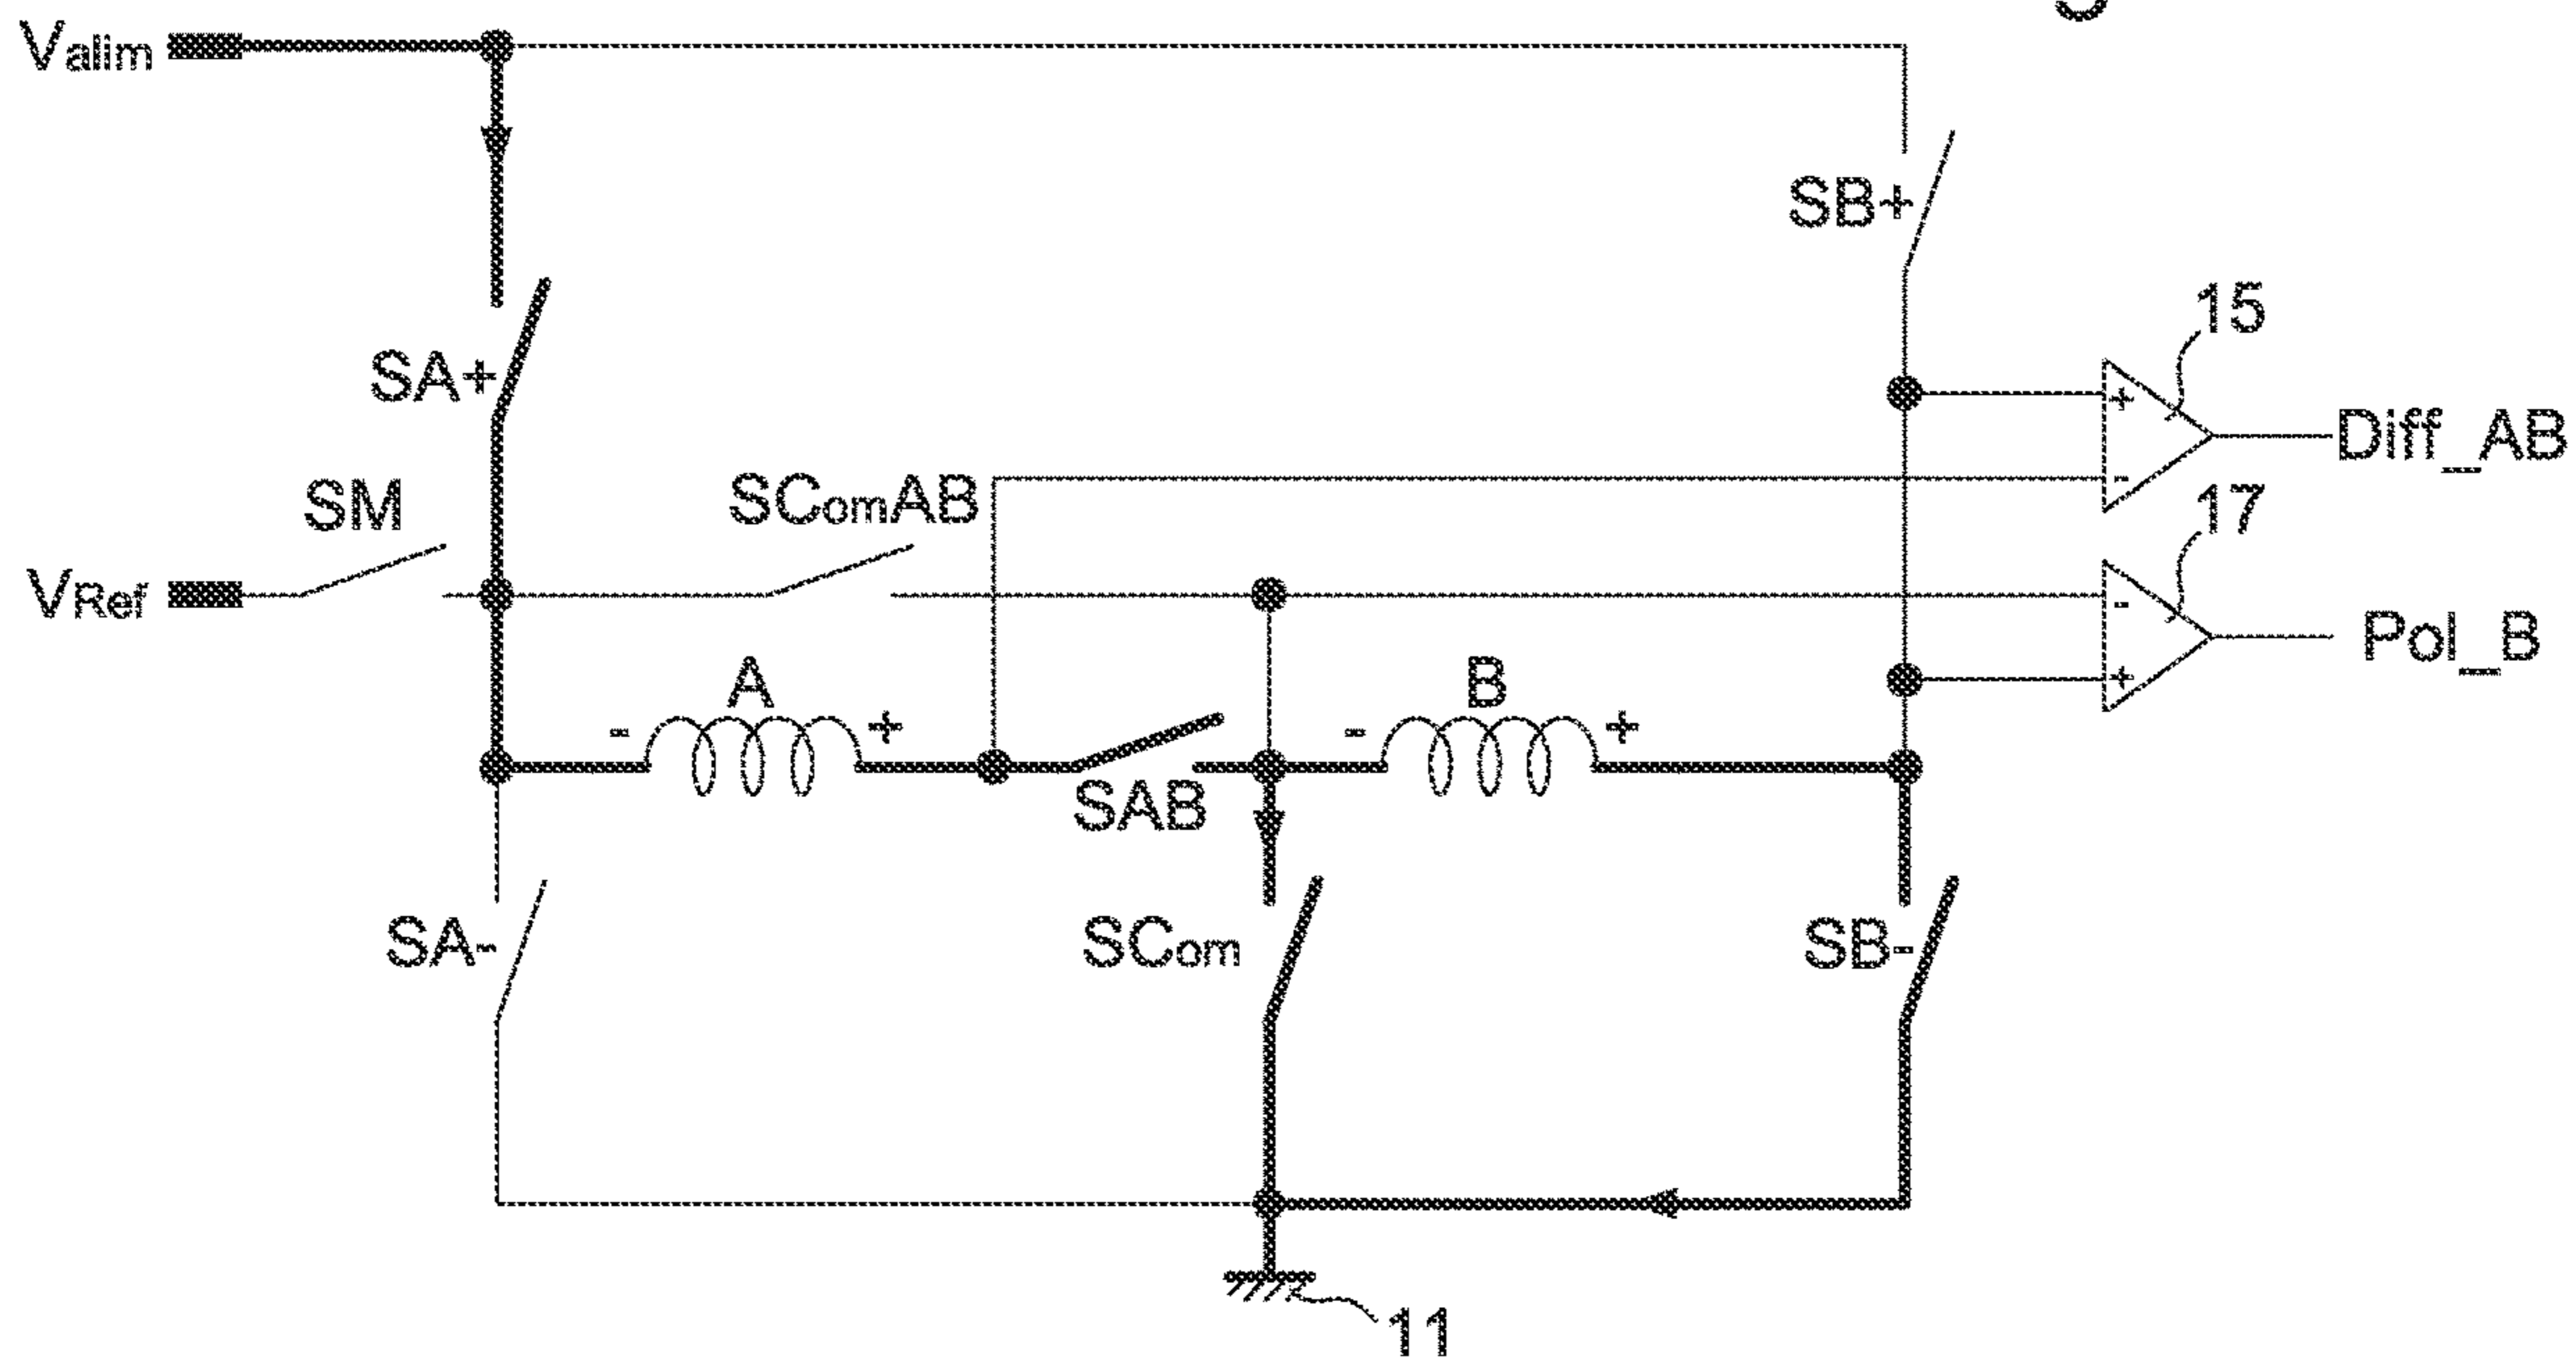 Valim
SB+
15
SA+
Diff_AB
SM
SComAB
17
VRef
Pol_B
A
B
- +
- +
SAB
SA-
SCom
SB-
11
+
-
-
+